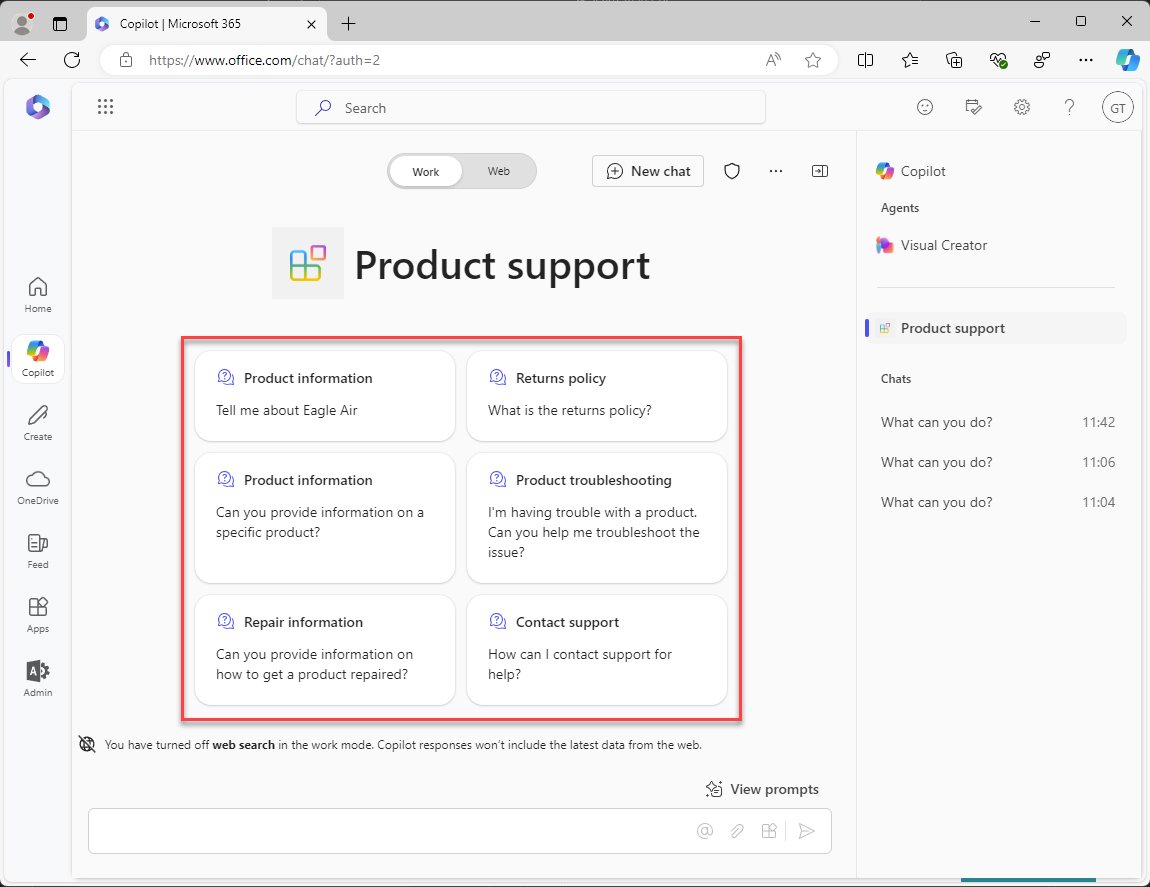 Copilot | Microsoft 365
https://www.office.com/chat/?auth=2
Search
GT
Work
Web
New chat
Product support
Product information
Tell me about Eagle Air
Returns policy
What is the returns policy?
Product information
Can you provide information on a
specific product?
Product troubleshooting
I'm having trouble with a product.
Can you help me troubleshoot the
issue?
Repair information
Can you provide information on
how to get a product repaired?
Contact support
How can I contact support for
help?
You have turned off web search in the work mode. Copilot responses won't include the latest data from the web.
View prompts
Home
Copilot
Create
OneDrive
Feed
Apps
Admin
Copilot
Agents
Visual Creator
Product support
Chats
What can you do? 11:42
What can you do? 11:06
What can you do? 11:04